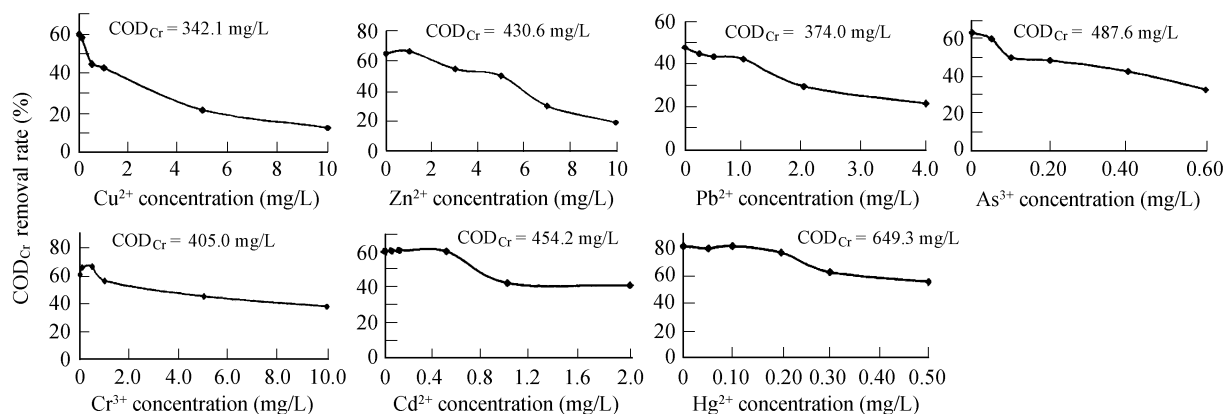 COD_Cr removal rate (%)
COD_Cr = 342.1 mg/L
60
40
20
0
0 2 4 6 8 10
Cu²⁺ concentration (mg/L)
COD_Cr = 430.6 mg/L
80
60
40
20
0
0 2 4 6 8 10
Zn²⁺ concentration (mg/L)
COD_Cr = 374.0 mg/L
60
40
20
0
0 1.0 2.0 3.0 4.0
Pb²⁺ concentration (mg/L)
COD_Cr = 487.6 mg/L
60
40
20
0
0 0.20 0.40 0.60
As³⁺ concentration (mg/L)
COD_Cr = 405.0 mg/L
80
60
40
20
0
0 2.0 4.0 6.0 8.0 10.0
Cr³⁺ concentration (mg/L)
COD_Cr = 454.2 mg/L
60
40
20
0
0 0.4 0.8 1.2 1.6 2.0
Cd²⁺ concentration (mg/L)
COD_Cr = 649.3 mg/L
80
60
40
20
0
0 0.10 0.20 0.30 0.40 0.50
Hg²⁺ concentration (mg/L)